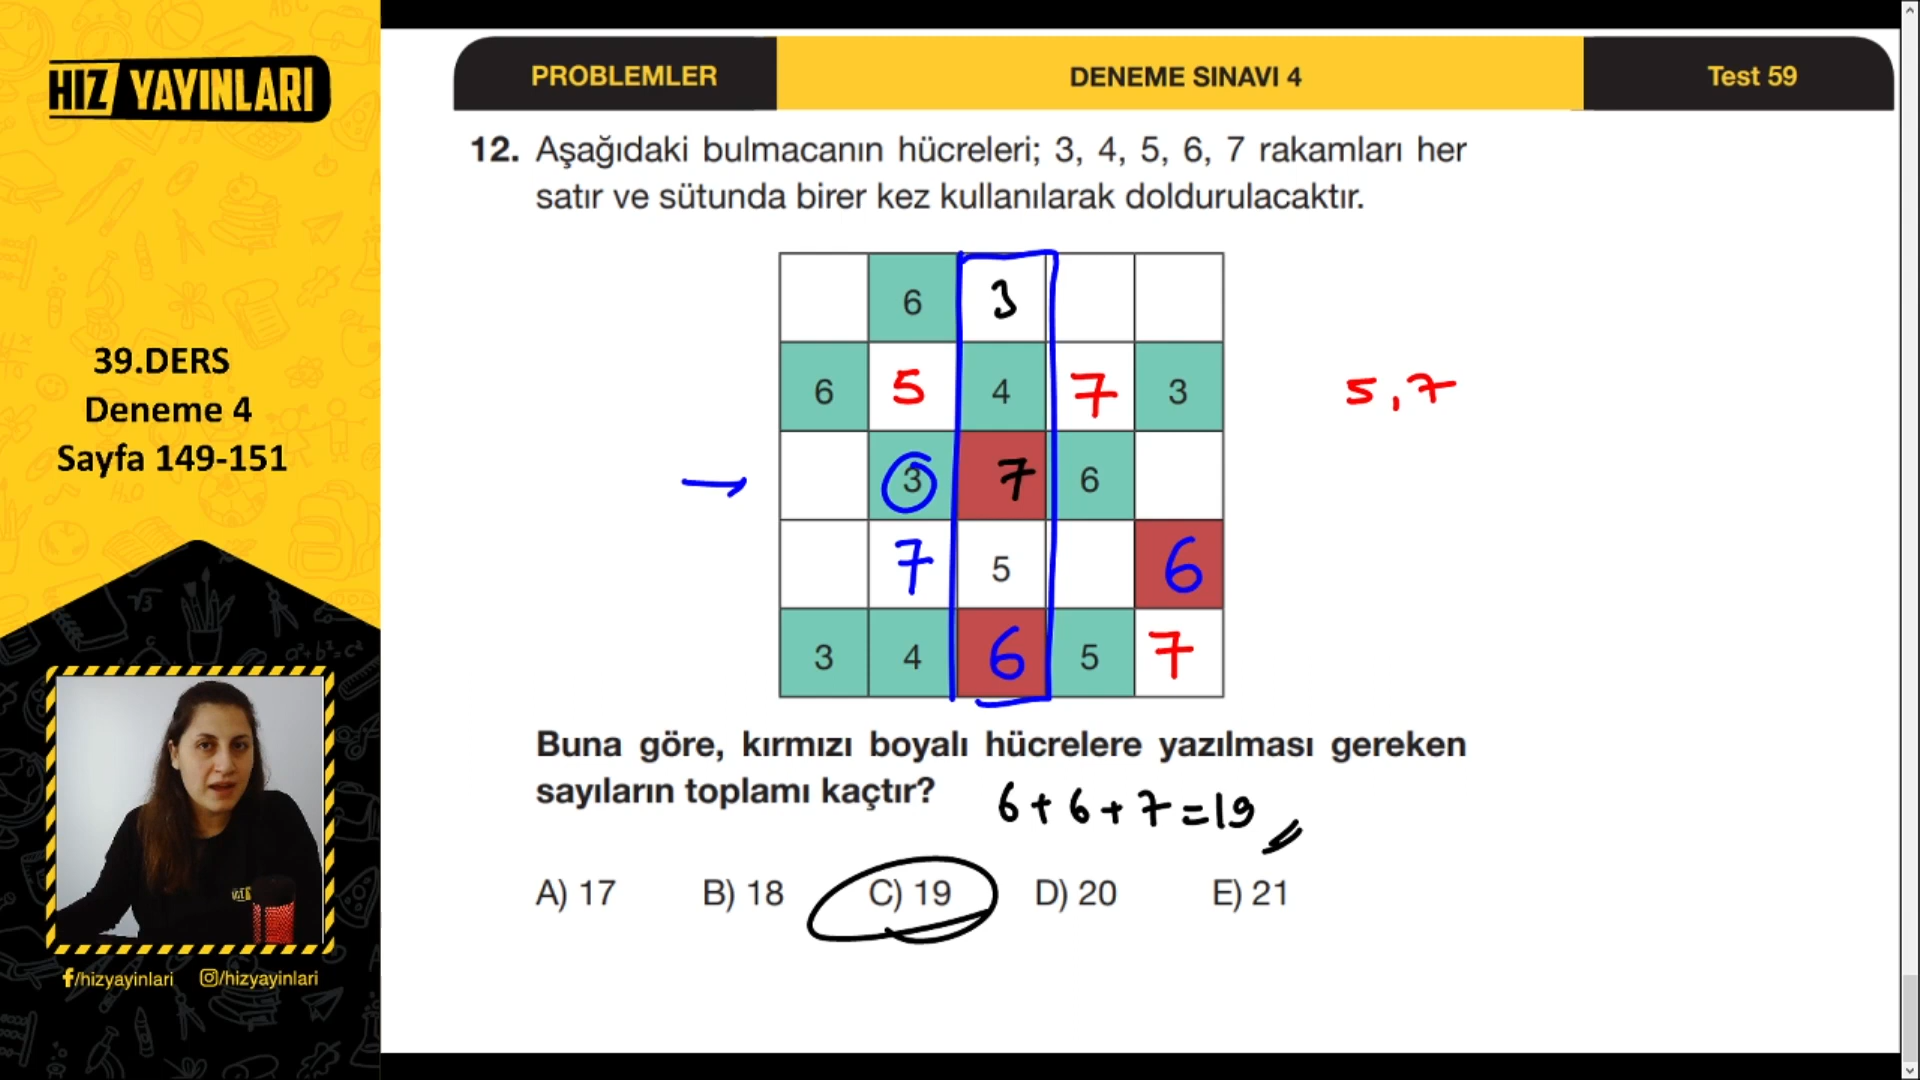 HIZ YAYINLARI
39.DERS
Deneme 4
Sayfa 149-151
/hizyayinlari /hizyayinlari
PROBLEMLER DENEME SINAVI 4 Test 59
12. Aşağıdaki bulmacanın hücreleri; 3, 4, 5, 6, 7 rakamları her
satır ve sütunda birer kez kullanılarak doldurulacaktır.
6 3
6 5 4 7 3 5, 7
3 7 6
7 5 6
3 4 6 5 7
Buna göre, kırmızı boyalı hücrelere yazılması gereken
sayıların toplamı kaçtır?
6 + 6 + 7 = 19
A) 17 B) 18 C) 19 D) 20 E) 21